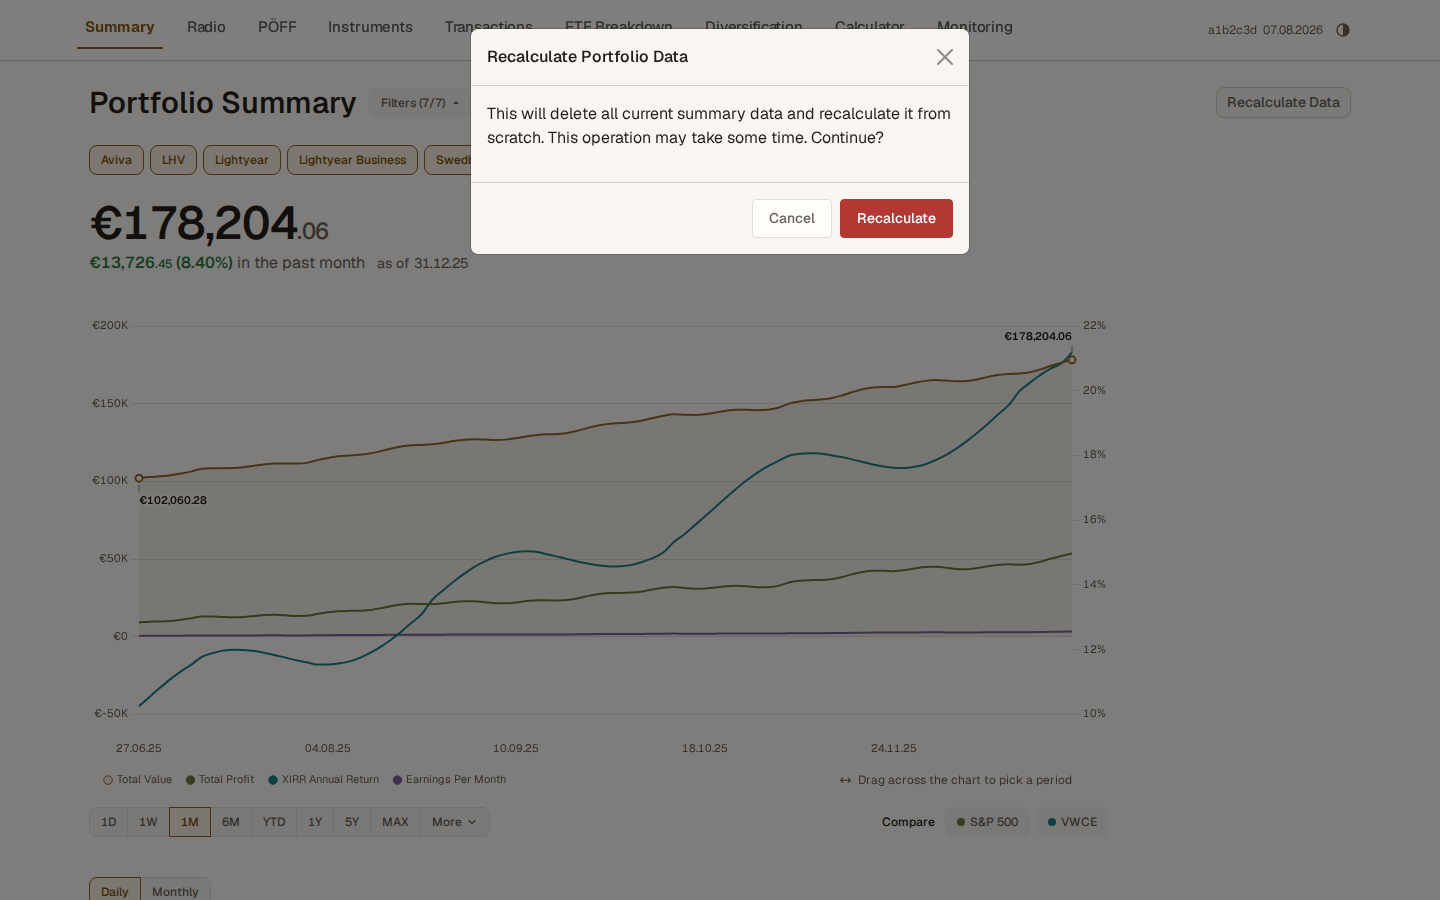 Summary Radio PÖFF Instruments Transactions ETF Breakdown Diversification Calculator Monitoring a1b2c3d 07.08.2026
Recalculate Portfolio Data
This will delete all current summary data and recalculate it from
scratch. This operation may take some time. Continue?
Cancel Recalculate
Portfolio Summary Filters (7/7) Recalculate Data
Aviva LHV Lightyear Lightyear Business
€178,204.06
€13,726.45 (8.40%) in the past month as of 31.12.25
€200K 22%
€178,204.06
20%
€150K
18%
€100K
€102,060.28
16%
€50K
14%
€0
12%
€-50K 10%
27.06.25 04.08.25 10.09.25 18.10.25 24.11.25
Total Value Total Profit XIRR Annual Return Earnings Per Month Drag across the chart to pick a period
1D 1W 1M 6M YTD 1Y 5Y MAX More Compare S&P 500 VWCE
Daily Monthly